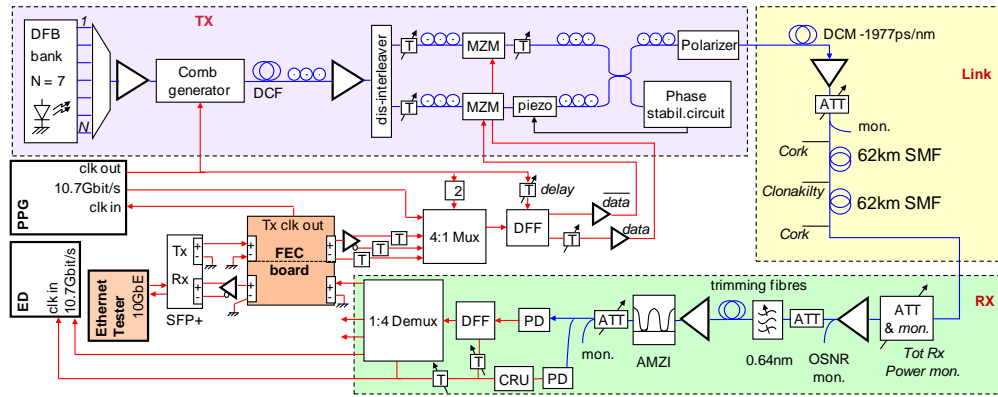 TX
1
DFB
bank
N = 7
N
Comb
generator
DCF
dis-interleaver
T
T
MZM
MZM
T
piezo
Polarizer
Phase
stabil.circuit
DCM -1977ps/nm
Link
ATT
mon.
Cork
62km SMF
Clonakilty
62km SMF
Cork
PPG
clk out
10.7Gbit/s
clk in
2
T
delay
data
data
4:1 Mux
DFF
T
Tx clk out
FEC
board
+
-
+
-
+
-
+
-
T
T
Tx
+
-
Rx
+
-
SFP+
ED
clk in
10.7Gbit/s
Ethernet
Tester
10GbE
1:4 Demux
DFF
PD
T
T
CRU
PD
ATT
mon.
AMZI
trimming fibres
0.64nm
ATT
OSNR
mon.
ATT
& mon.
Tot Rx
Power mon.
RX